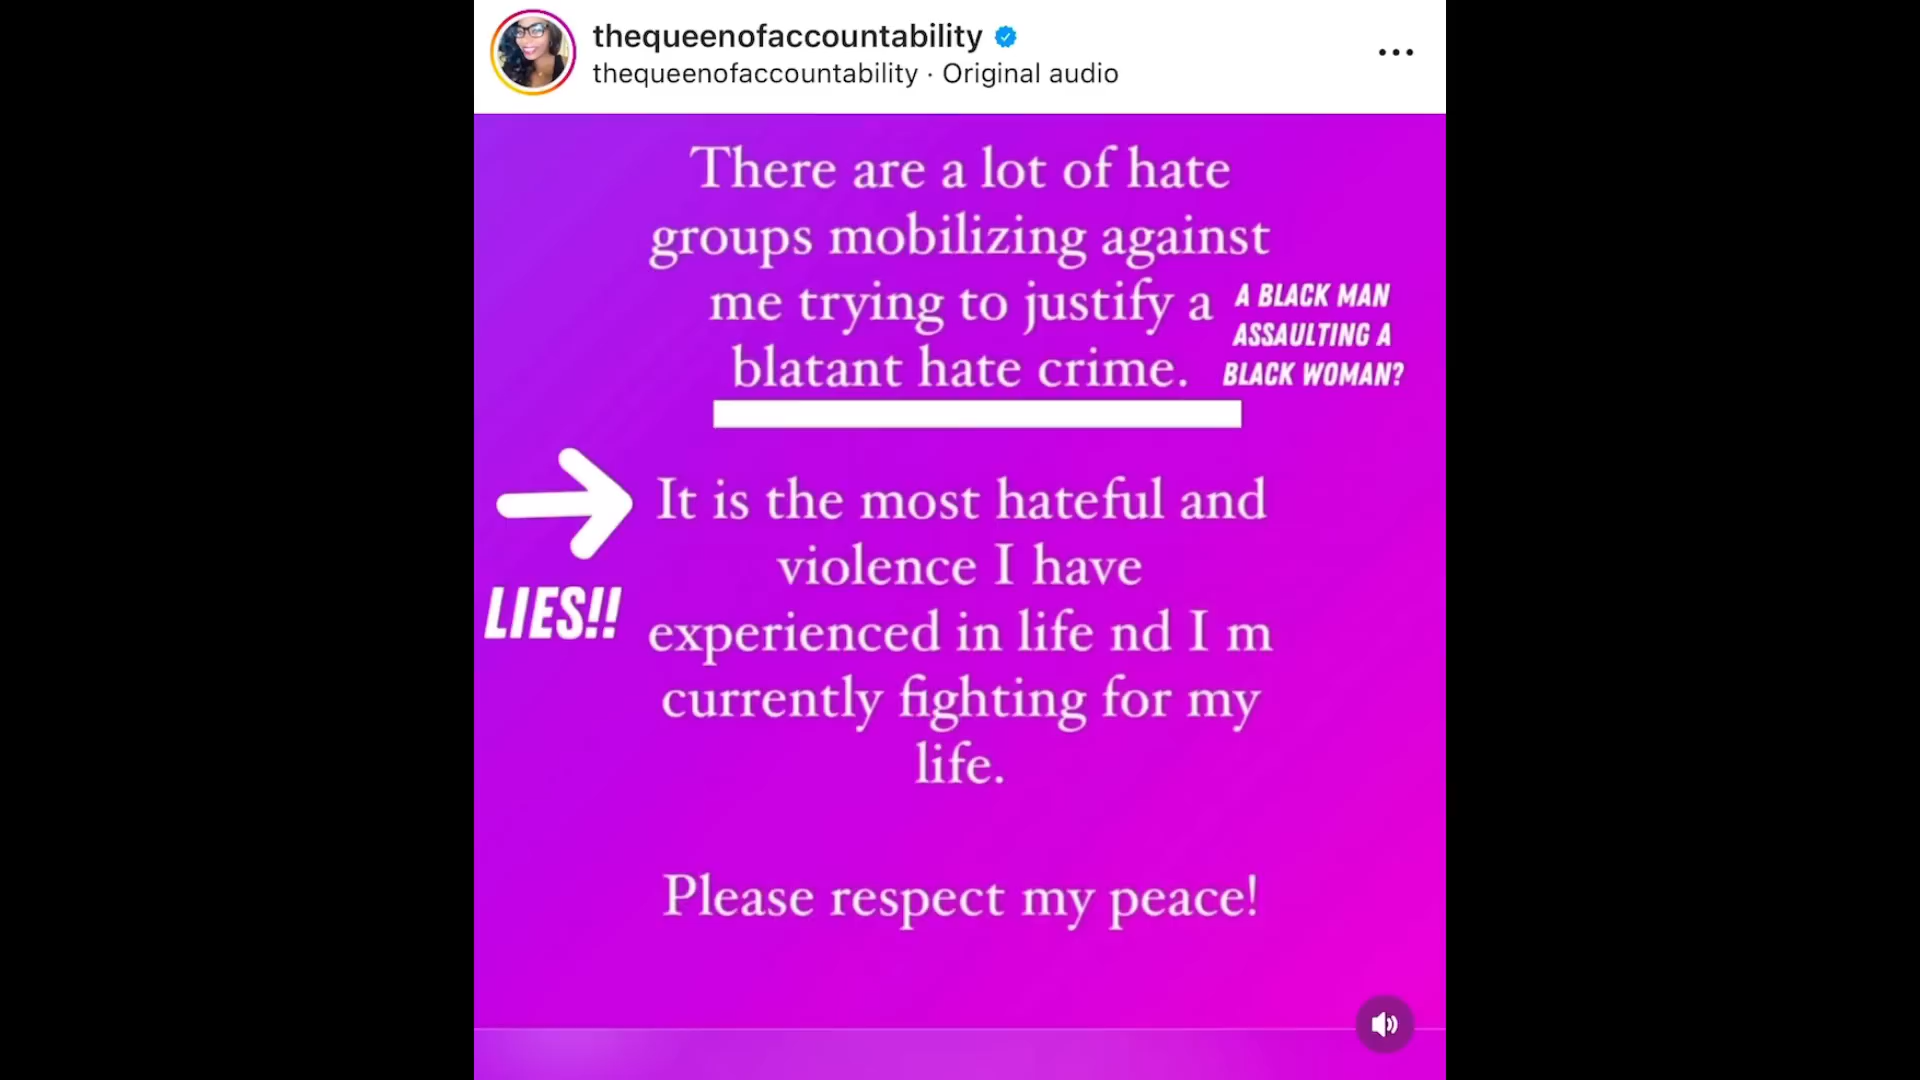 thequeenofaccountability
thequeenofaccountability · Original audio
There are a lot of hate
groups mobilizing against
me trying to justify a
blatant hate crime.
A BLACK MAN
ASSAULTING A
BLACK WOMAN?
It is the most hateful and
violence I have
experienced in life nd I m
currently fighting for my
life.
LIES!!
Please respect my peace!